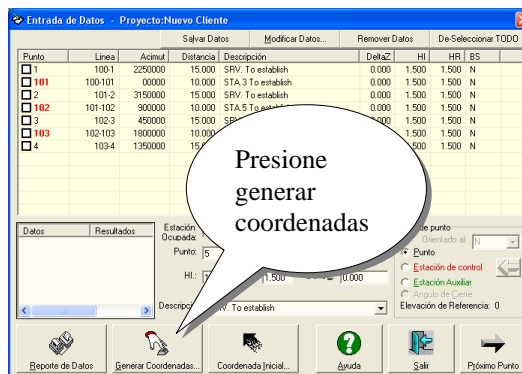 Entrada de Datos - Proyecto:Nuevo Cliente
Salvar Datos Modificar Datos... Remover Datos De-Seleccionar TODO
Punto Linea Acimut Distancia Descripción DeltaZ HI HR BS
1 100-1 2250000 15.000 SRV. To establish 0.000 1.500 1.500 N
101 100-101 00000 10.000 STA.3 To establish 0.000 1.500 1.500 N
2 101-2 3150000 15.000 SRV. To establish 0.000 1.500 1.500 N
102 101-102 900000 10.000 STA.5 To establish 0.000 1.500 1.500 N
3 102-3 450000 15.000 0.000 1.500 1.500 N
103 102-103 1800000 10.000 1.500 1.500 N
4 103-4 1350000 1.500 N
Presione
generar
coordenadas
Datos Resultados
Estación
Ocupada:
punto
Orientado at N
Punto: 5
Punto
HI.: 1.500 0.000
Estación de control
Estación Auxiliar
Angulo de Cierre
Descripci To establish
Elevación de Referencia: 0
Reporte de Datos Generar Coordenadas... Coordenada Inicial... Ayuda Salir Próximo Punto